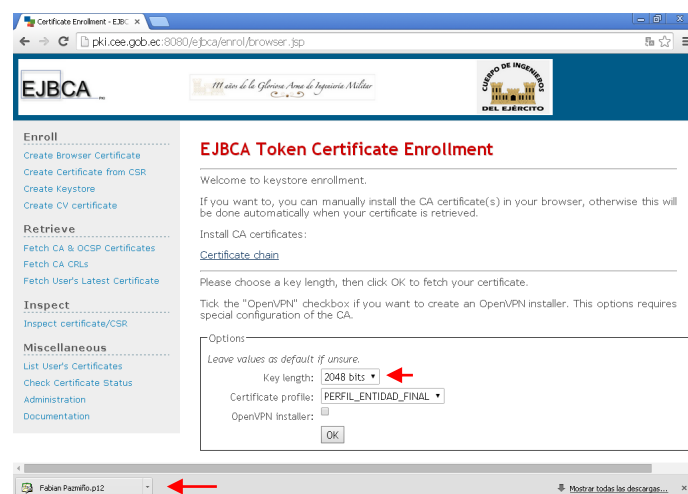 Certificate Enrollment - EJBC
pki.cee.gob.ec:8080/ejbca/enrol/browser.jsp
EJBCA
111 años de la Gloriosa Arma de Ingeniería Militar
CUERPO DE INGENIEROS
DEL EJÉRCITO
Enroll
Create Browser Certificate
Create Certificate from CSR
Create Keystore
Create CV certificate
Retrieve
Fetch CA & OCSP Certificates
Fetch CA CRLs
Fetch User's Latest Certificate
Inspect
Inspect certificate/CSR
Miscellaneous
List User's Certificates
Check Certificate Status
Administration
Documentation
EJBCA Token Certificate Enrollment
Welcome to keystore enrollment.
If you want to, you can manually install the CA certificate(s) in your browser, otherwise this will
be done automatically when your certificate is retrieved.
Install CA certificates:
Certificate chain
Please choose a key length, then click OK to fetch your certificate.
Tick the "OpenVPN" checkbox if you want to create an OpenVPN installer. This options requires
special configuration of the CA.
Options
Leave values as default if unsure.
Key length: 2048 bits
Certificate profile: PERFIL_ENTIDAD_FINAL
OpenVPN installer:
OK
Fabian Pazmiño.p12
Mostrar todas las descargas...